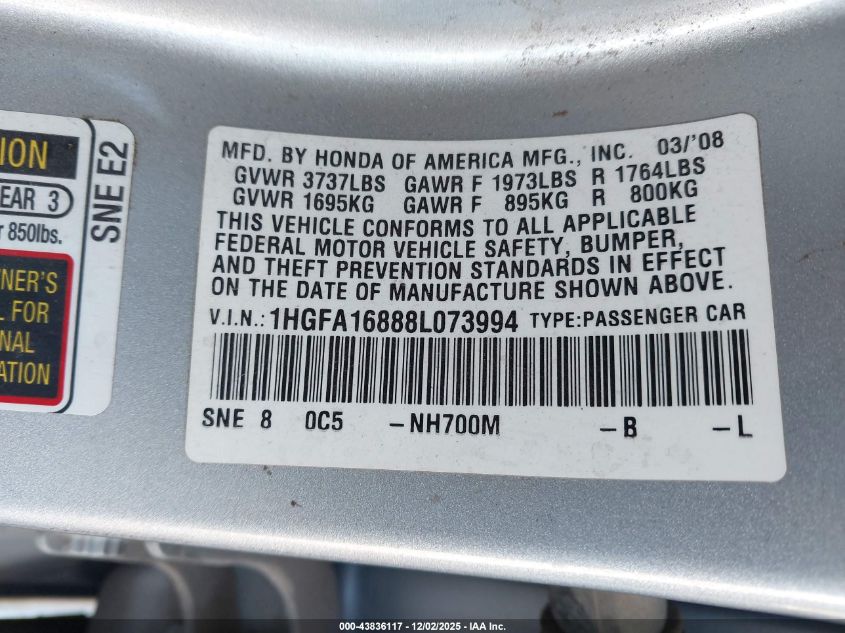 ION
EAR 3
r 850lbs.
SNE E2
NER'S
L FOR
NAL
ATION
MFD. BY HONDA OF AMERICA MFG., INC. 03/'08
GVWR 3737LBS GAWR F 1973LBS R 1764LBS
GVWR 1695KG GAWR F 895KG R 800KG
THIS VEHICLE CONFORMS TO ALL APPLICABLE
FEDERAL MOTOR VEHICLE SAFETY, BUMPER,
AND THEFT PREVENTION STANDARDS IN EFFECT
ON THE DATE OF MANUFACTURE SHOWN ABOVE.
V.I.N.: 1HGFA16888L073994 TYPE:PASSENGER CAR
SNE 8 0C5 -NH700M -B -L
000-43836117 - 12/02/2025 - IAA Inc.